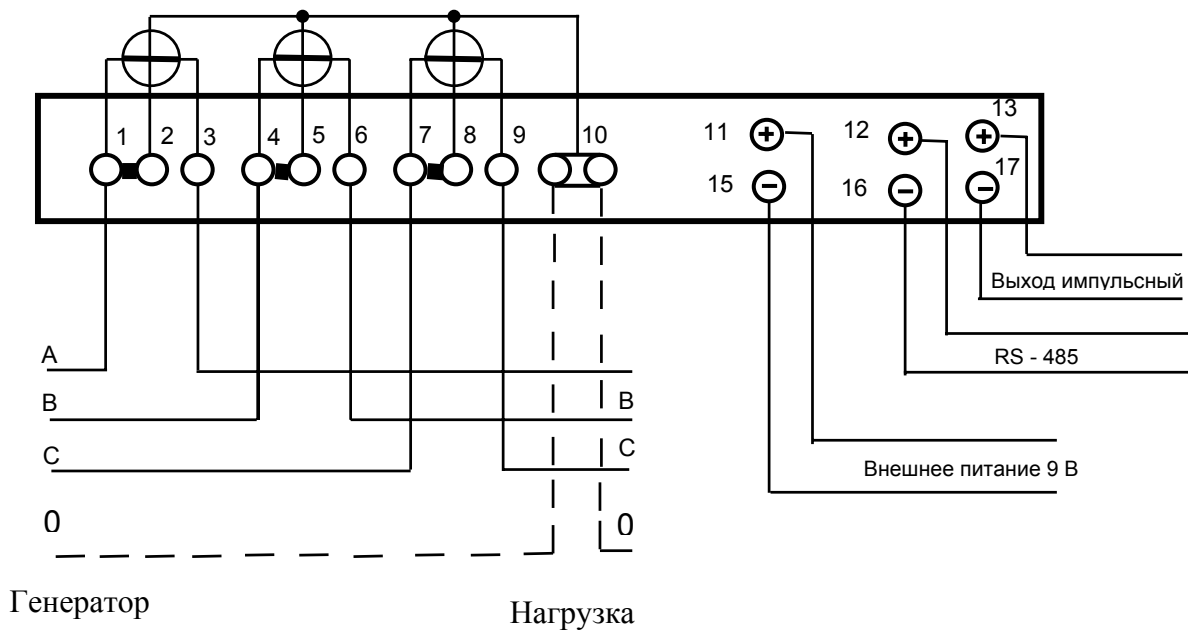 1 2 3 4 5 6 7 8 9 10 11 12 13
15 16 17
Выход импульсный
A
RS - 485
B B
C C
Внешнее питание 9 В
0 0
Генератор Нагрузка